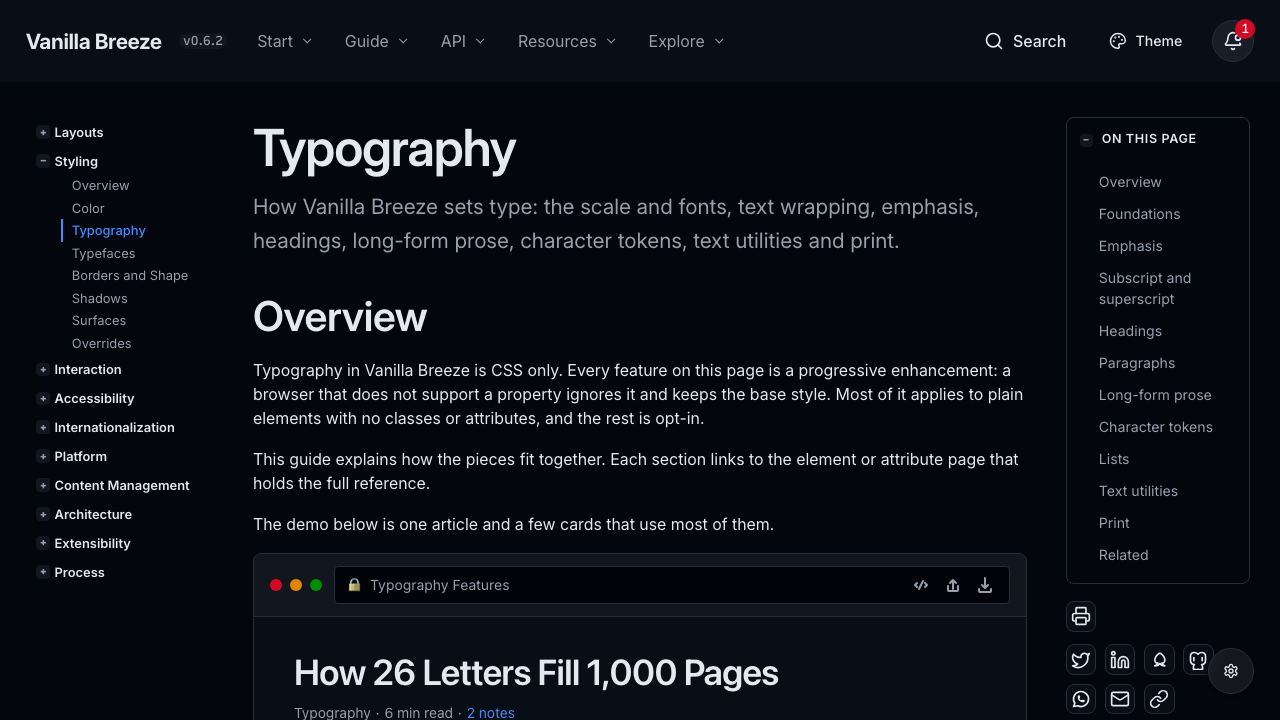 Vanilla Breeze v0.6.2 Start Guide API Resources Explore Search Theme 1
Layouts
Styling
Overview
Color
Typography
Typefaces
Borders and Shape
Shadows
Surfaces
Overrides
Interaction
Accessibility
Internationalization
Platform
Content Management
Architecture
Extensibility
Process
Typography
How Vanilla Breeze sets type: the scale and fonts, text wrapping, emphasis,
headings, long-form prose, character tokens, text utilities and print.
Overview
Typography in Vanilla Breeze is CSS only. Every feature on this page is a progressive enhancement: a
browser that does not support a property ignores it and keeps the base style. Most of it applies to plain
elements with no classes or attributes, and the rest is opt-in.
This guide explains how the pieces fit together. Each section links to the element or attribute page that
holds the full reference.
The demo below is one article and a few cards that use most of them.
Typography Features
How 26 Letters Fill 1,000 Pages
Typography · 6 min read · 2 notes
ON THIS PAGE
Overview
Foundations
Emphasis
Subscript and
superscript
Headings
Paragraphs
Long-form prose
Character tokens
Lists
Text utilities
Print
Related